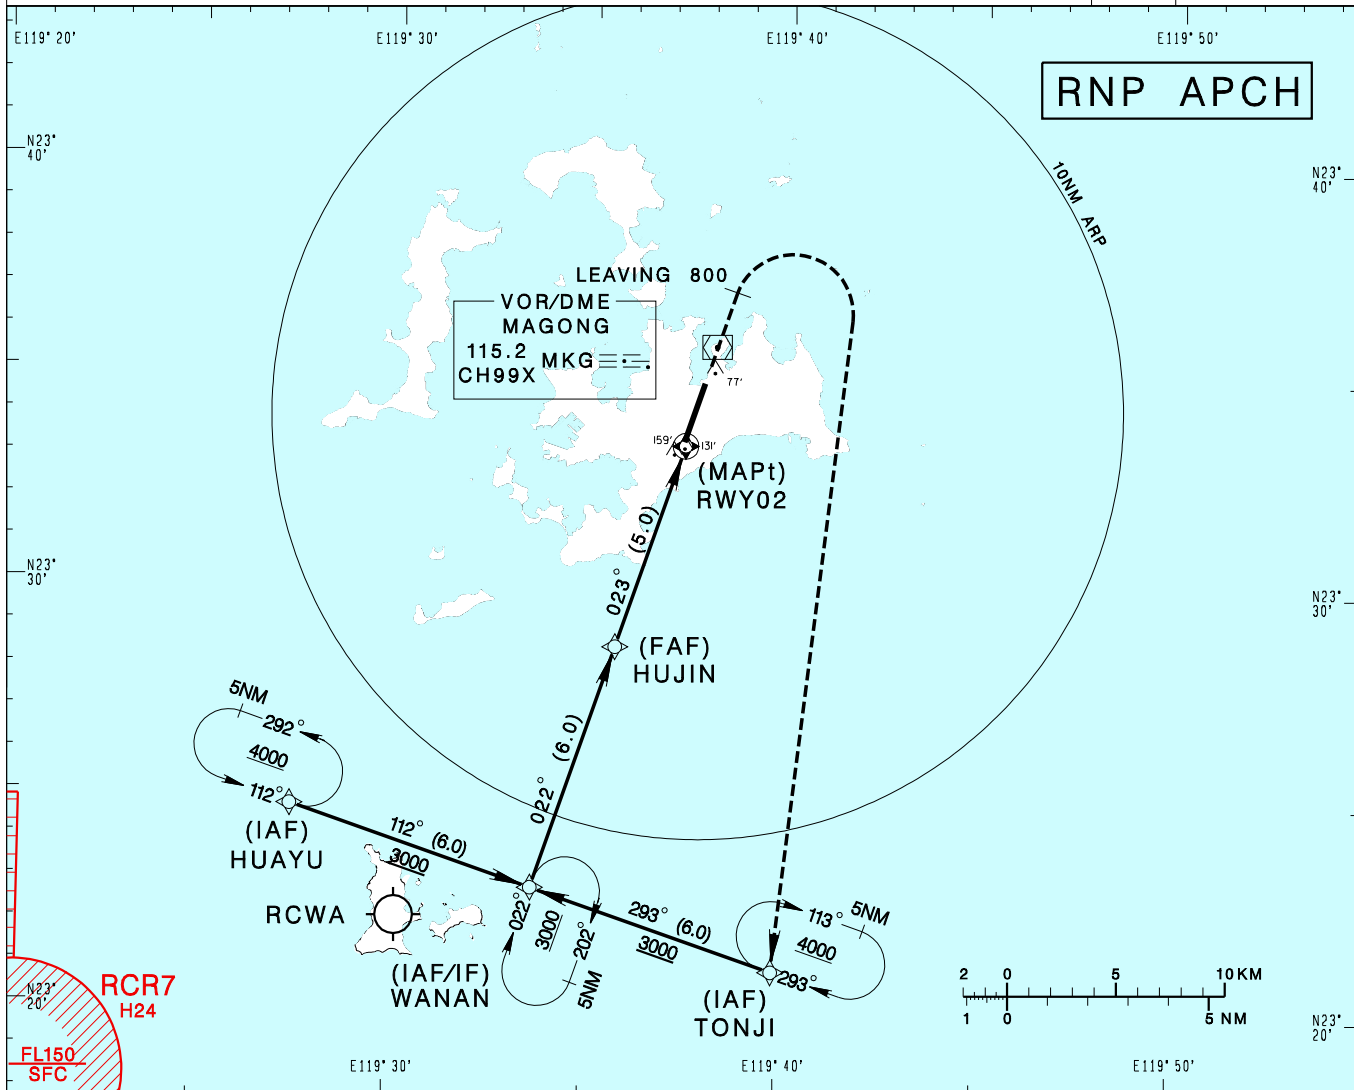 E119° 20'
E119° 30'
E119° 40'
E119° 50'
RNP APCH
N23°
40'
N23°
40'
10NM ARP
LEAVING 800
VOR/DME
MAGONG
115.2
CH99X
MKG
77'
159'
131'
(MAPt)
RWY02
023° (5.0)
N23°
30'
N23°
30'
(FAF)
HUJIN
022° (6.0)
5NM
292°
4000
112°
(IAF)
HUAYU
112° (6.0)
3000
RCWA
022°
3000
202°
5NM
(IAF/IF)
WANAN
293° (6.0)
3000
113°
5NM
4000
293°
(IAF)
TONJI
RCR7
H24
FL150
SFC
N23°
20'
N23°
20'
2 0 5 10 KM
1 0 5 NM
E119° 30'
E119° 40'
E119° 50'